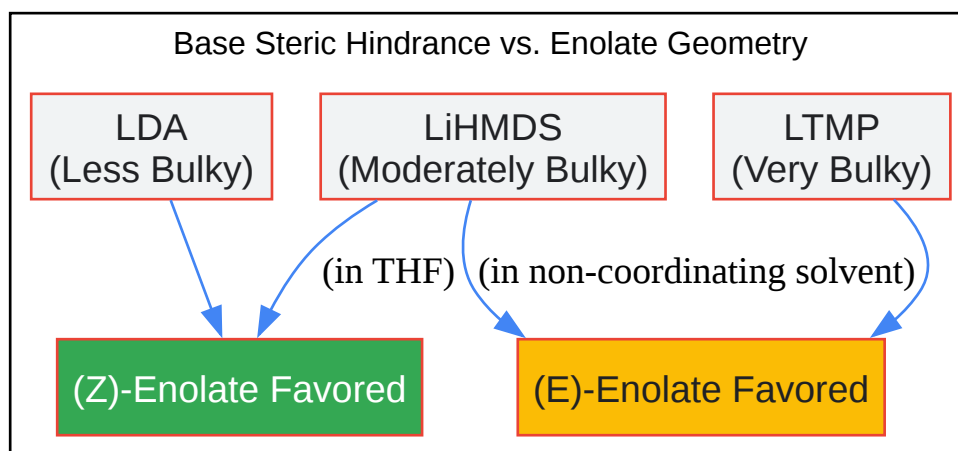 Base Steric Hindrance vs. Enolate Geometry
LDA
(Less Bulky)
LiHMDS
(Moderately Bulky)
LTMP
(Very Bulky)
(in THF)
(in non-coordinating solvent)
(Z)-Enolate Favored
(E)-Enolate Favored